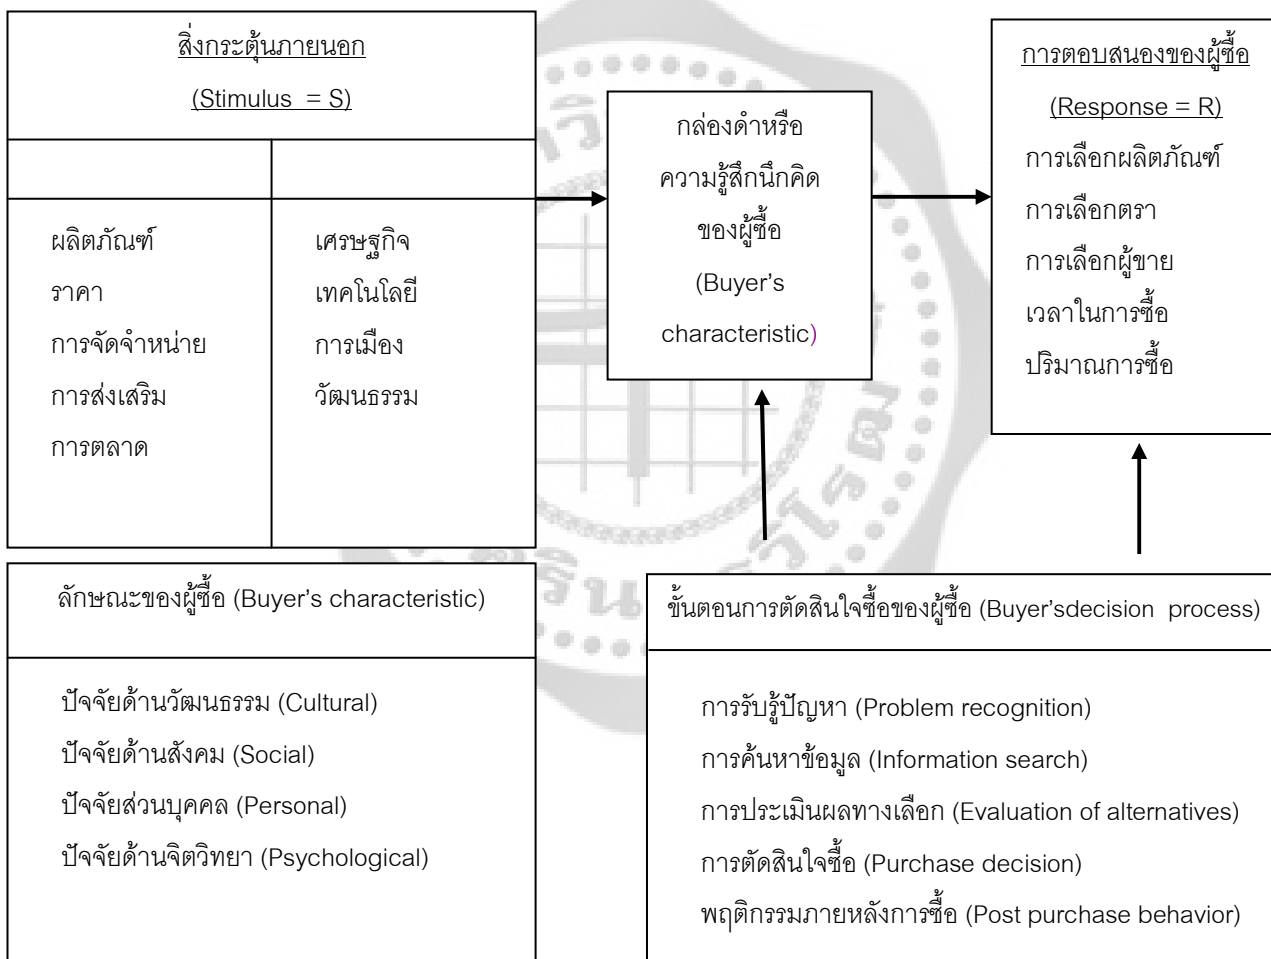 สิ่งกระตุ้นภายนอก
(Stimulus = S)
ผลิตภัณฑ์
ราคา
การจัดจำหน่าย
การส่งเสริม
การตลาด
เศรษฐกิจ
เทคโนโลยี
การเมือง
วัฒนธรรม
กล่องดำหรือ
ความรู้สึกนึกคิด
ของผู้ซื้อ
(Buyer's
characteristic)
การตอบสนองของผู้ซื้อ
(Response = R)
การเลือกผลิตภัณฑ์
การเลือกตรา
การเลือกผู้ขาย
เวลาในการซื้อ
ปริมาณการซื้อ
ลักษณะของผู้ซื้อ (Buyer's characteristic)
ปัจจัยด้านวัฒนธรรม (Cultural)
ปัจจัยด้านสังคม (Social)
ปัจจัยส่วนบุคคล (Personal)
ปัจจัยด้านจิตวิทยา (Psychological)
ขั้นตอนการตัดสินใจซื้อของผู้ซื้อ (Buyer'sdecision process)
การรับรู้ปัญหา (Problem recognition)
การค้นหาข้อมูล (Information search)
การประเมินผลทางเลือก (Evaluation of alternatives)
การตัดสินใจซื้อ (Purchase decision)
พฤติกรรมภายหลังการซื้อ (Post purchase behavior)